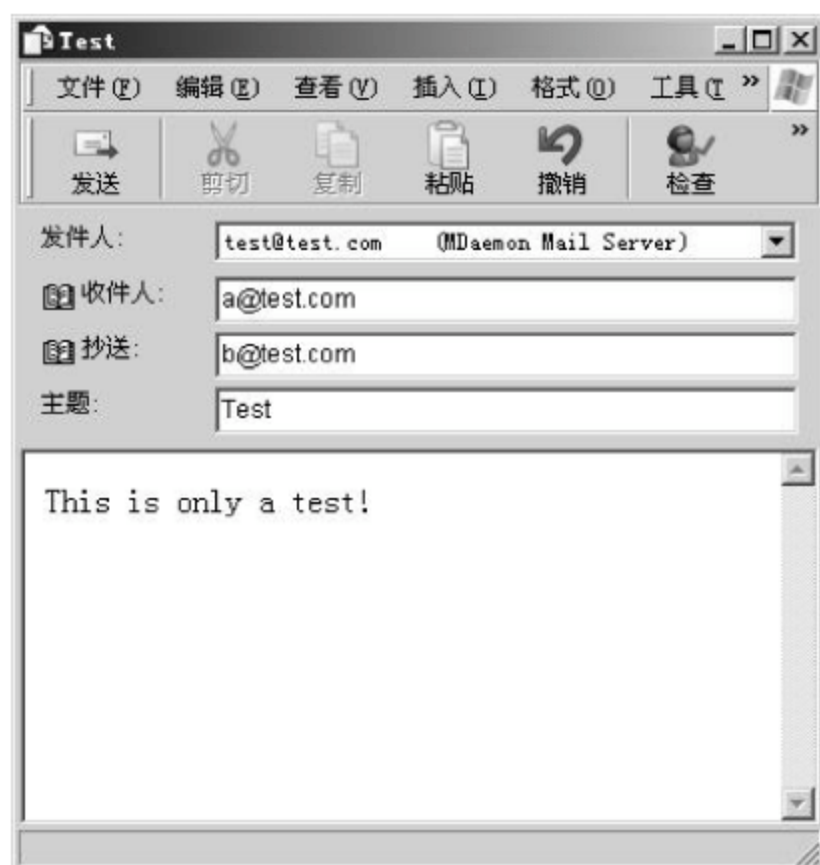 Test
文件(F) 编辑(E) 查看(V) 插入(I) 格式(O) 工具(T »
发送 剪切 复制 粘贴 撤销 检查 »
发件人: test@test.com (MDaemon Mail Server)
收件人: a@test.com
抄送: b@test.com
主题: Test
This is only a test!